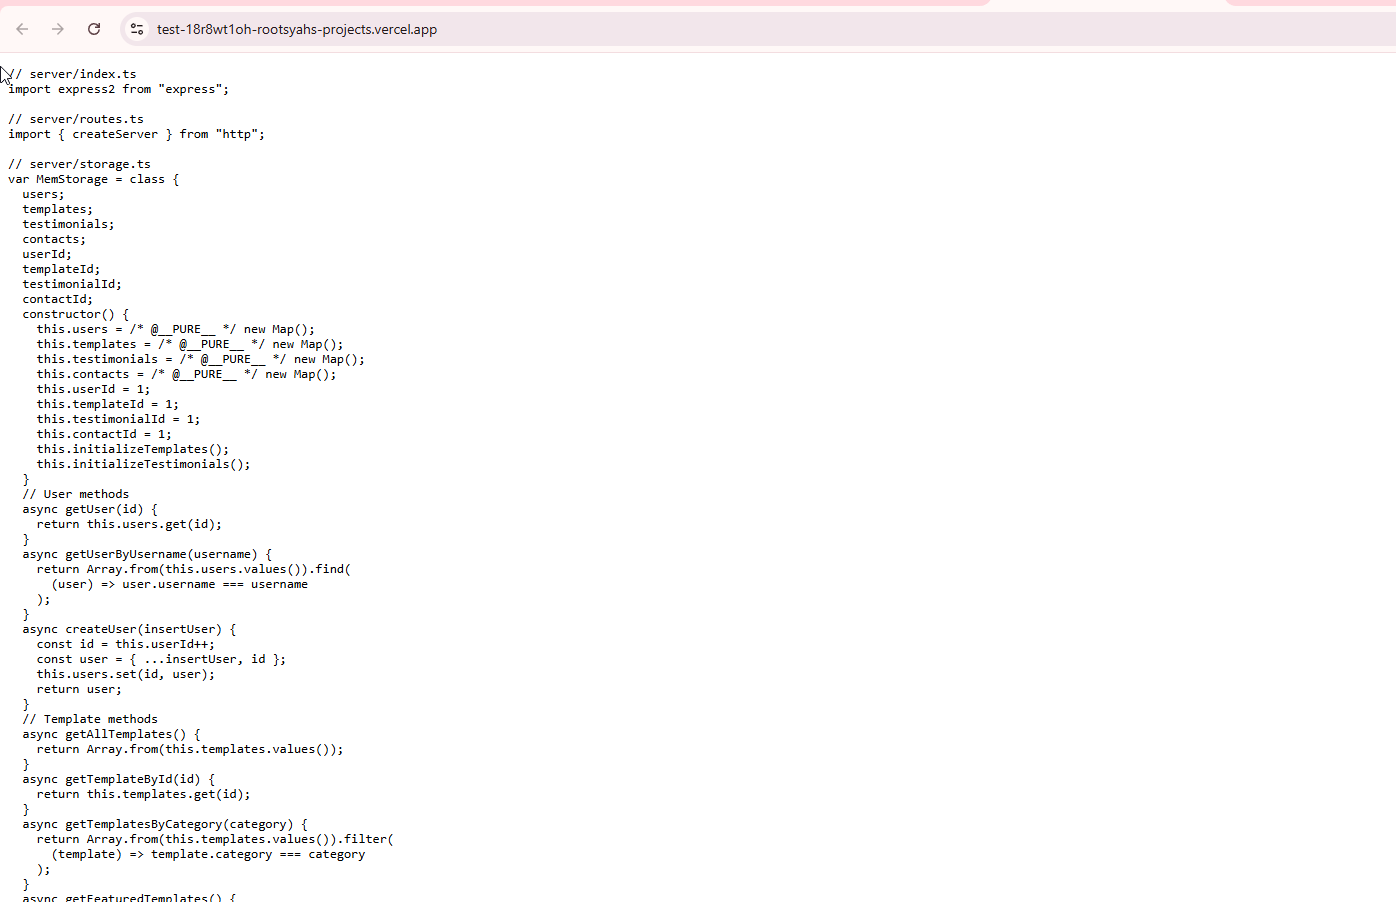 test-18r8wt1oh-rootsyahs-projects.vercel.app
// server/index.ts
import express2 from "express";
// server/routes.ts
import { createServer } from "http";
// server/storage.ts
var MemStorage = class {
  users;
  templates;
  testimonials;
  contacts;
  userId;
  templateId;
  testimonialId;
  contactId;
  constructor() {
    this.users = /* @__PURE__ */ new Map();
    this.templates = /* @__PURE__ */ new Map();
    this.testimonials = /* @__PURE__ */ new Map();
    this.contacts = /* @__PURE__ */ new Map();
    this.userId = 1;
    this.templateId = 1;
    this.testimonialId = 1;
    this.contactId = 1;
    this.initializeTemplates();
    this.initializeTestimonials();
  }
  // User methods
  async getUser(id) {
    return this.users.get(id);
  }
  async getUserByUsername(username) {
    return Array.from(this.users.values()).find(
      (user) => user.username === username
    );
  }
  async createUser(insertUser) {
    const id = this.userId++;
    const user = { ...insertUser, id };
    this.users.set(id, user);
    return user;
  }
  // Template methods
  async getAllTemplates() {
    return Array.from(this.templates.values());
  }
  async getTemplateById(id) {
    return this.templates.get(id);
  }
  async getTemplatesByCategory(category) {
    return Array.from(this.templates.values()).filter(
      (template) => template.category === category
    );
  }
  async getFeaturedTemplates() {